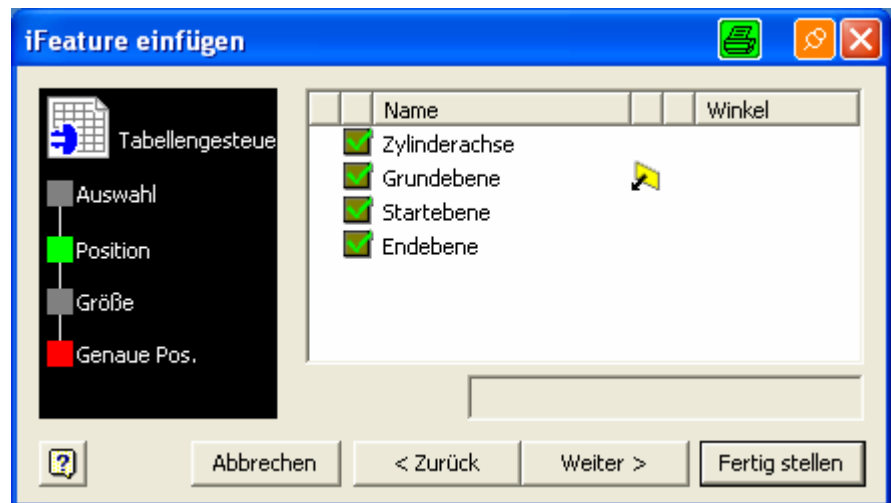 iFeature einfügen
Tabellengesteue
Auswahl
Position
Größe
Genaue Pos.
Name
Winkel
Zylinderachse
Grundebene
Startebene
Endebene
?
Abbrechen
< Zurück
Weiter >
Fertig stellen